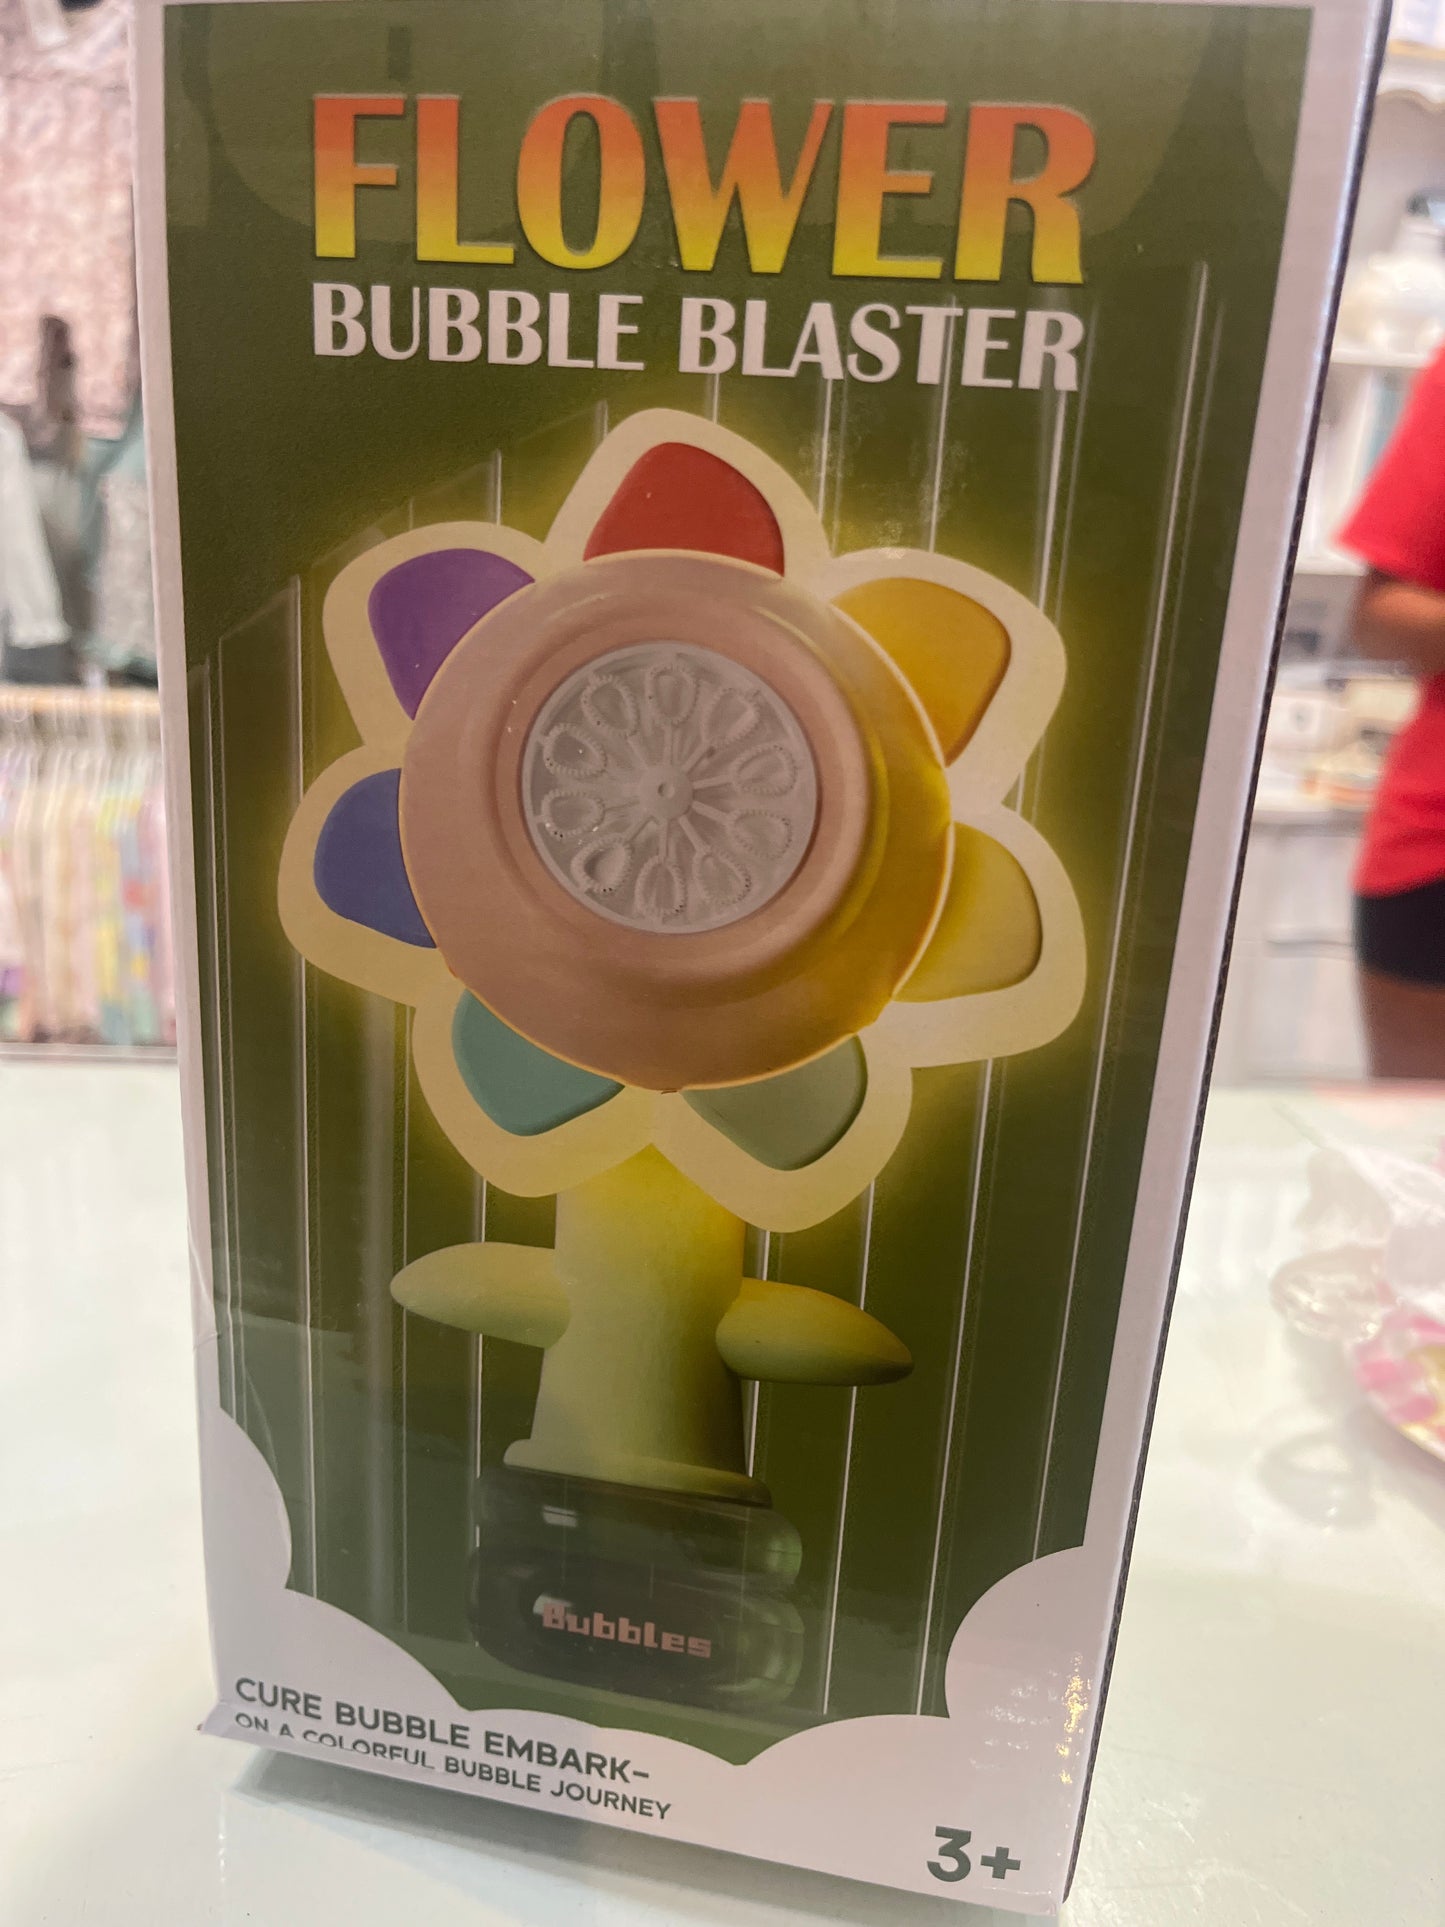 FLOWER
BUBBLE BLASTER
Bubbles
CURE BUBBLE EMBARK-
ON A COLORFUL BUBBLE JOURNEY
3+